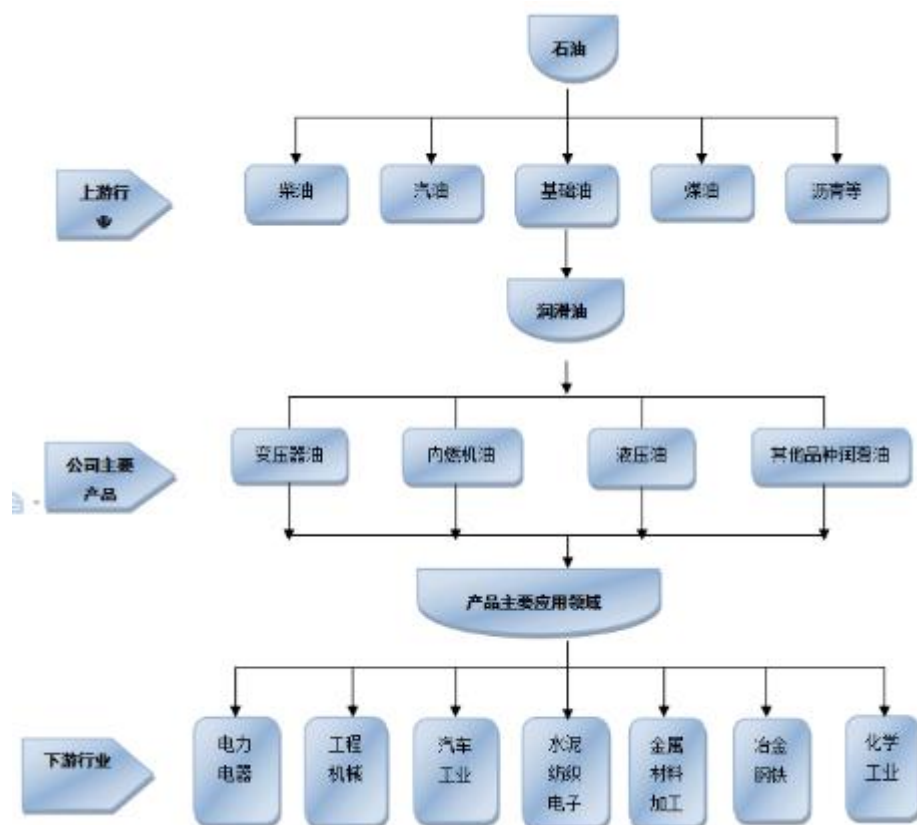 石油
上游行
业
柴油
汽油
基础油
煤油
沥青等
润滑油
公司主要
产品
变压器油
内燃机油
液压油
其他品种润滑油
产品主要应用领域
下游行业
电力
电器
工程
机械
汽车
工业
水泥
纺织
电子
金属
材料
加工
冶金
钢铁
化学
工业